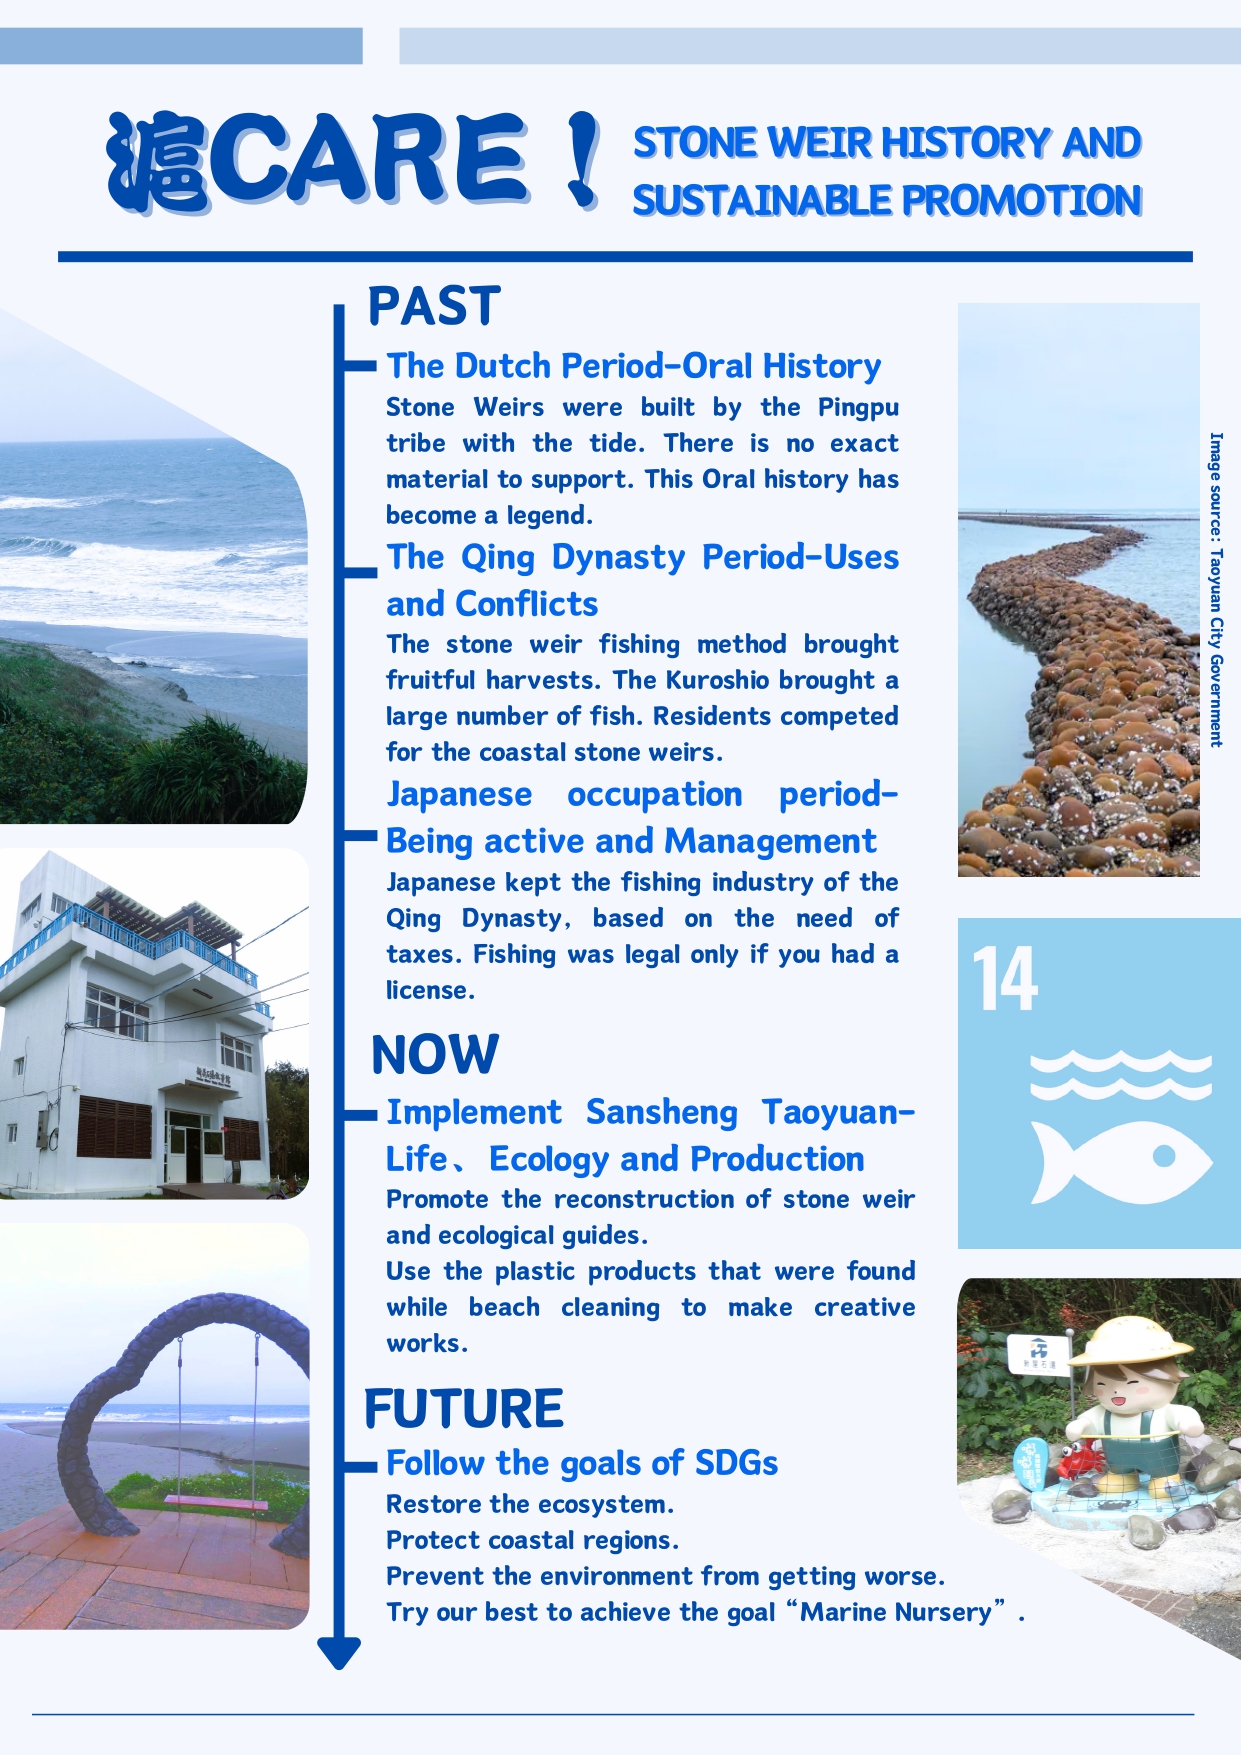 滬CARE！
STONE WEIR HISTORY AND
SUSTAINABLE PROMOTION
PAST
The Dutch Period-Oral History
Stone Weirs were built by the Pingpu
tribe with the tide. There is no exact
material to support. This Oral history has
become a legend.
The Qing Dynasty Period-Uses
and Conflicts
The stone weir fishing method brought
fruitful harvests. The Kuroshio brought a
large number of fish. Residents competed
for the coastal stone weirs.
Japanese occupation period-
Being active and Management
Japanese kept the fishing industry of the
Qing Dynasty, based on the need of
taxes. Fishing was legal only if you had a
license.
NOW
Implement Sansheng Taoyuan-
Life、Ecology and Production
Promote the reconstruction of stone weir
and ecological guides.
Use the plastic products that were found
while beach cleaning to make creative
works.
FUTURE
Follow the goals of SDGs
Restore the ecosystem.
Protect coastal regions.
Prevent the environment from getting worse.
Try our best to achieve the goal “Marine Nursery”.
Image source: Taoyuan City Government
14
新屋石滬